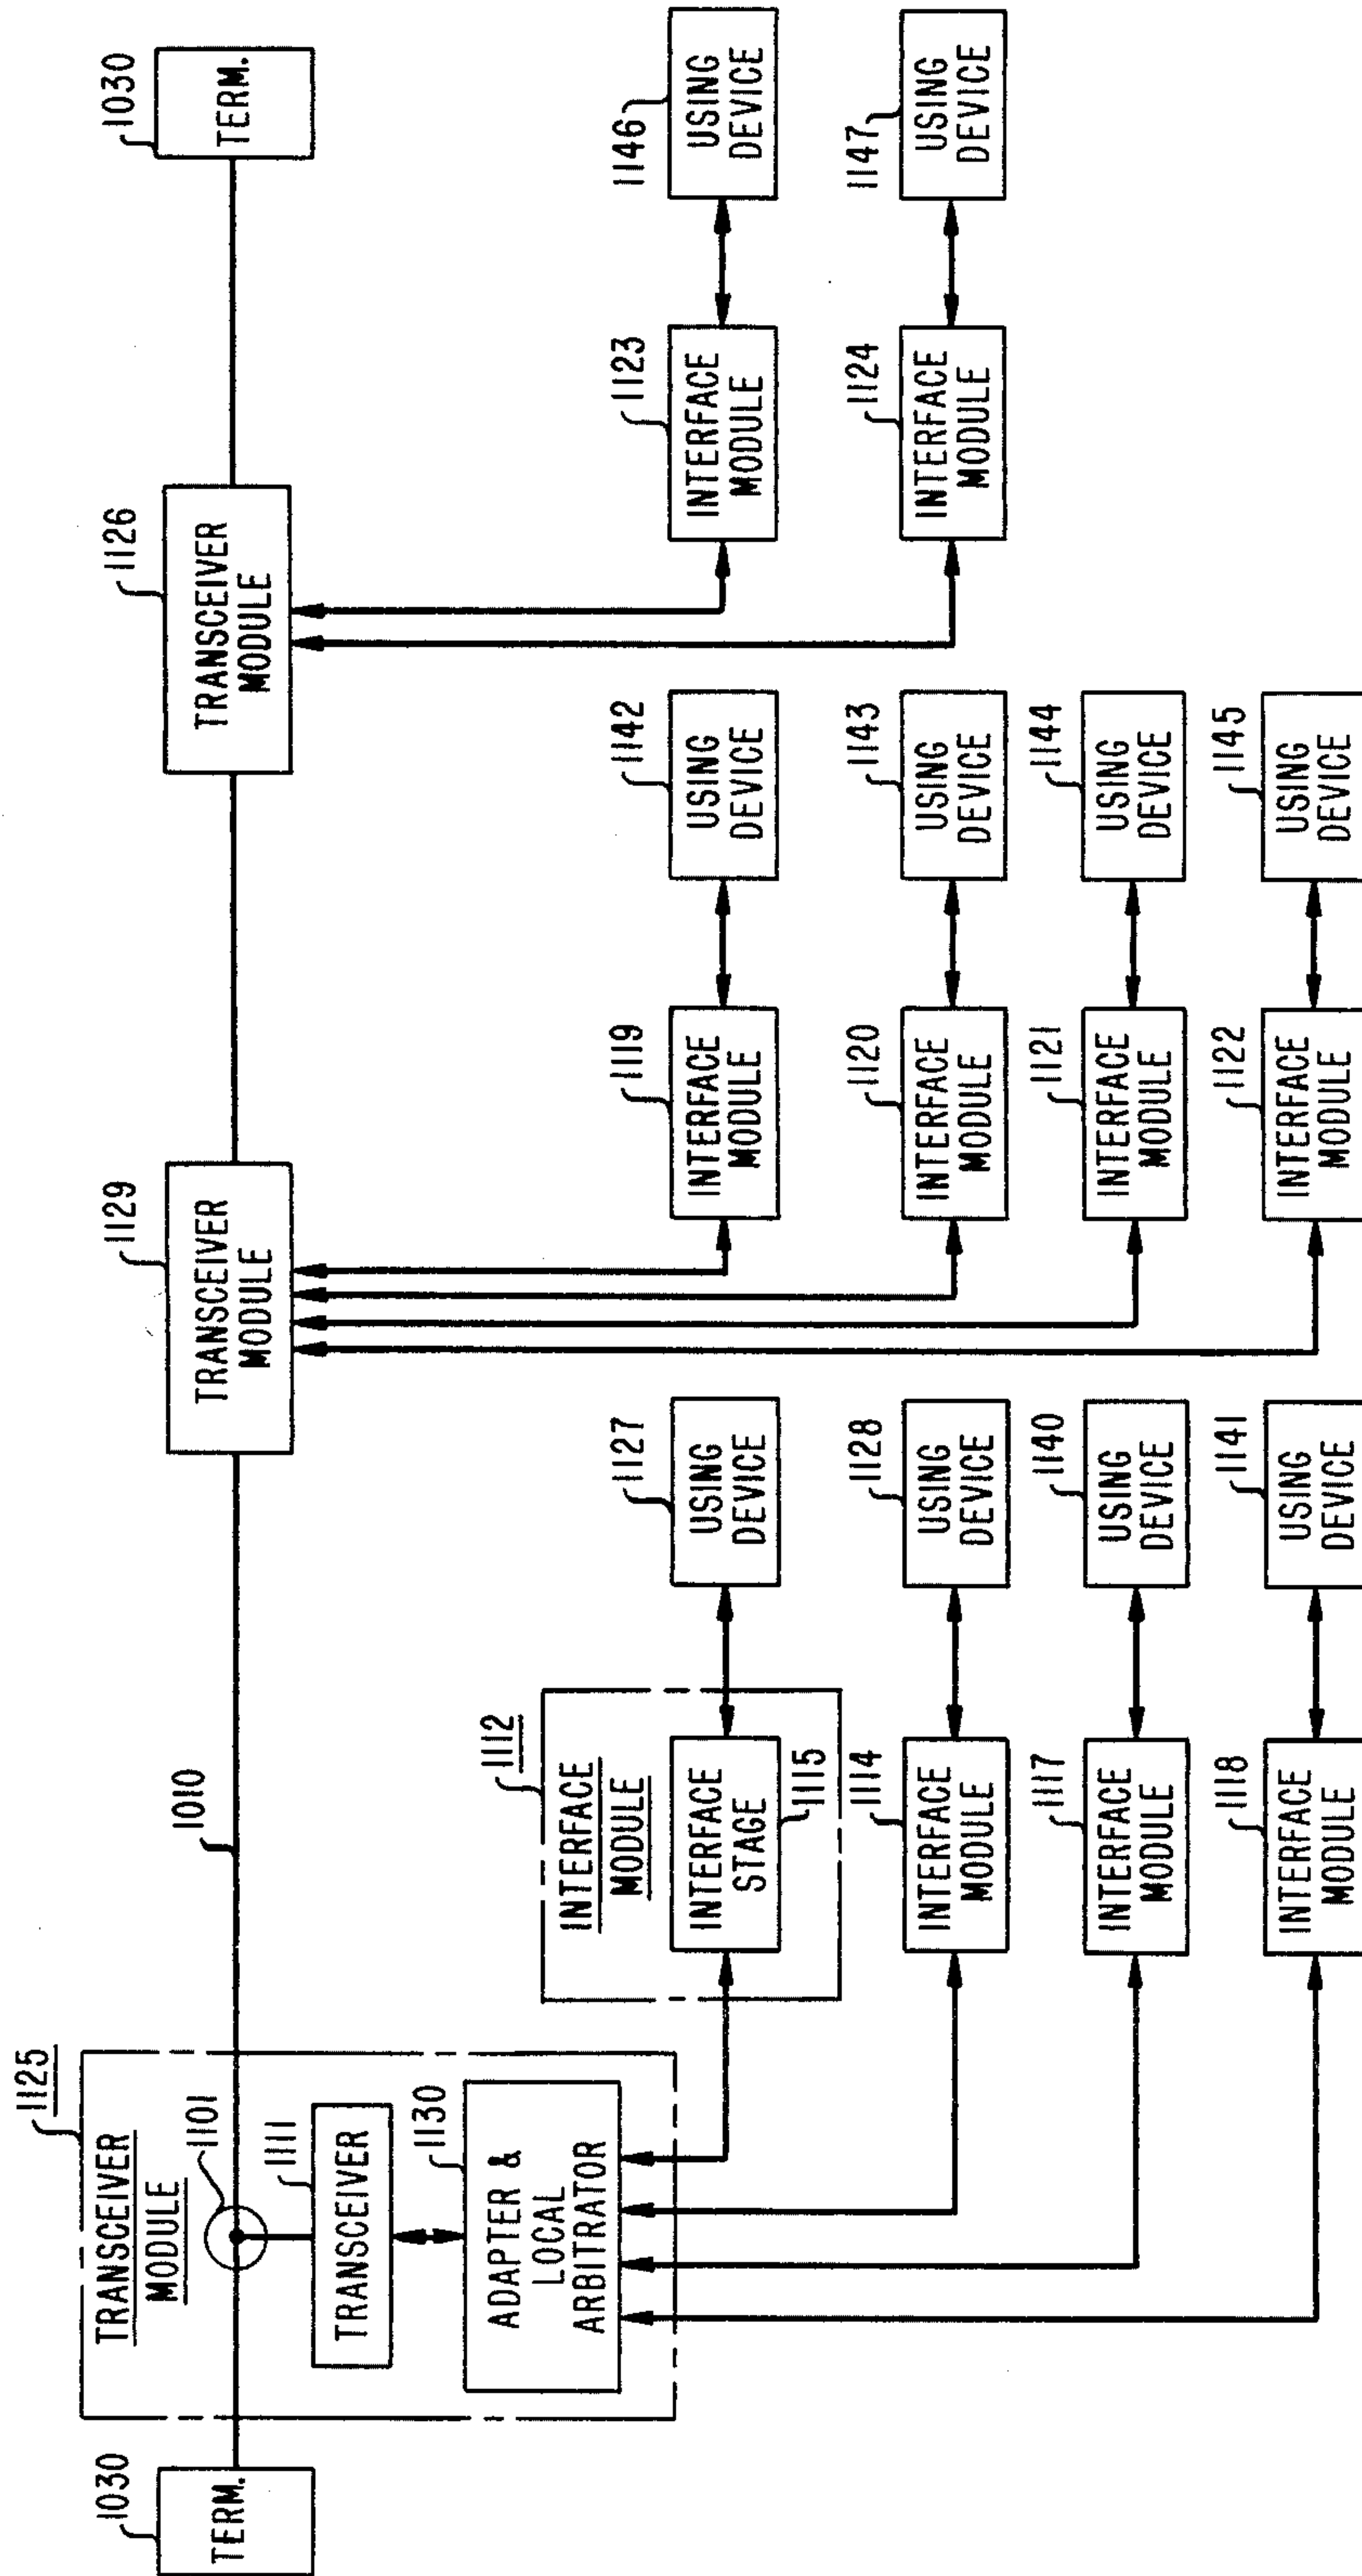 1030
TERM.
1125
TRANSCEIVER
MODULE
1101
1111
TRANSCEIVER
1130
ADAPTER &
LOCAL
ARBITRATOR
1010
1112
INTERFACE
MODULE
INTERFACE
STAGE
1115
1127
USING
DEVICE
1114
INTERFACE
MODULE
1128
USING
DEVICE
1117
INTERFACE
MODULE
1140
USING
DEVICE
1118
INTERFACE
MODULE
1141
USING
DEVICE
1129
TRANSCEIVER
MODULE
1119
INTERFACE
MODULE
1142
USING
DEVICE
1120
INTERFACE
MODULE
1143
USING
DEVICE
1121
INTERFACE
MODULE
1144
USING
DEVICE
1122
INTERFACE
MODULE
1145
USING
DEVICE
1126
TRANSCEIVER
MODULE
1123
INTERFACE
MODULE
1146
USING
DEVICE
1124
INTERFACE
MODULE
1147
USING
DEVICE
1030
TERM.